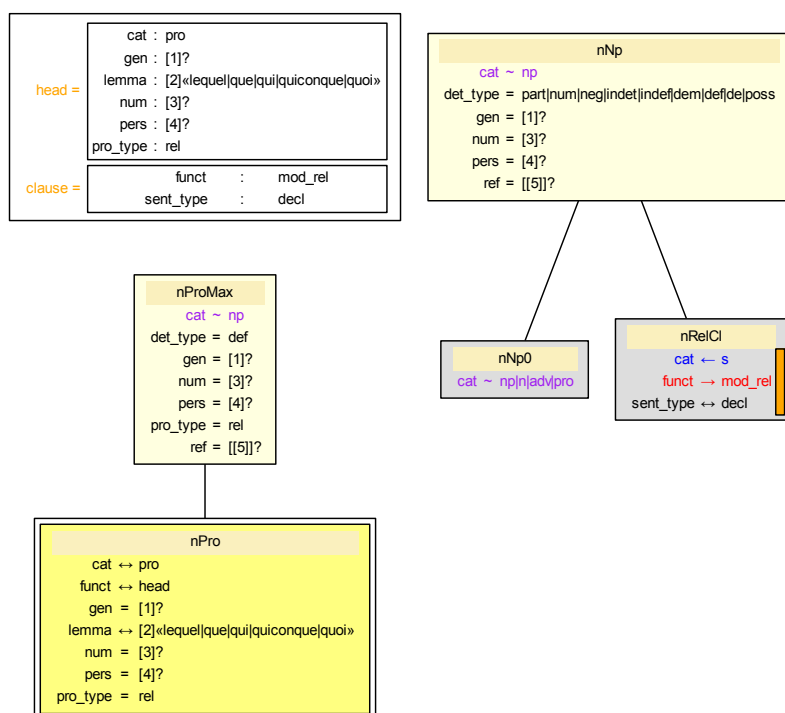 head =
cat : pro
gen : [1]?
lemma : [2]«lequel|que|qui|quiconque|quoi»
num : [3]?
pers : [4]?
pro_type : rel
clause =
funct : mod_rel
sent_type : decl
nNp
cat ~ np
det_type = part|num|neg|indet|indef|dem|def|de|poss
gen = [1]?
num = [3]?
pers = [4]?
ref = [[5]]?
nProMax
cat ~ np
det_type = def
gen = [1]?
num = [3]?
pers = [4]?
pro_type = rel
ref = [[5]]?
nNp0
cat ~ np|n|adv|pro
nRelCl
cat ← s
funct → mod_rel
sent_type ↔ decl
nPro
cat ↔ pro
funct ↔ head
gen = [1]?
lemma ↔ [2]«lequel|que|qui|quiconque|quoi»
num = [3]?
pers = [4]?
pro_type = rel